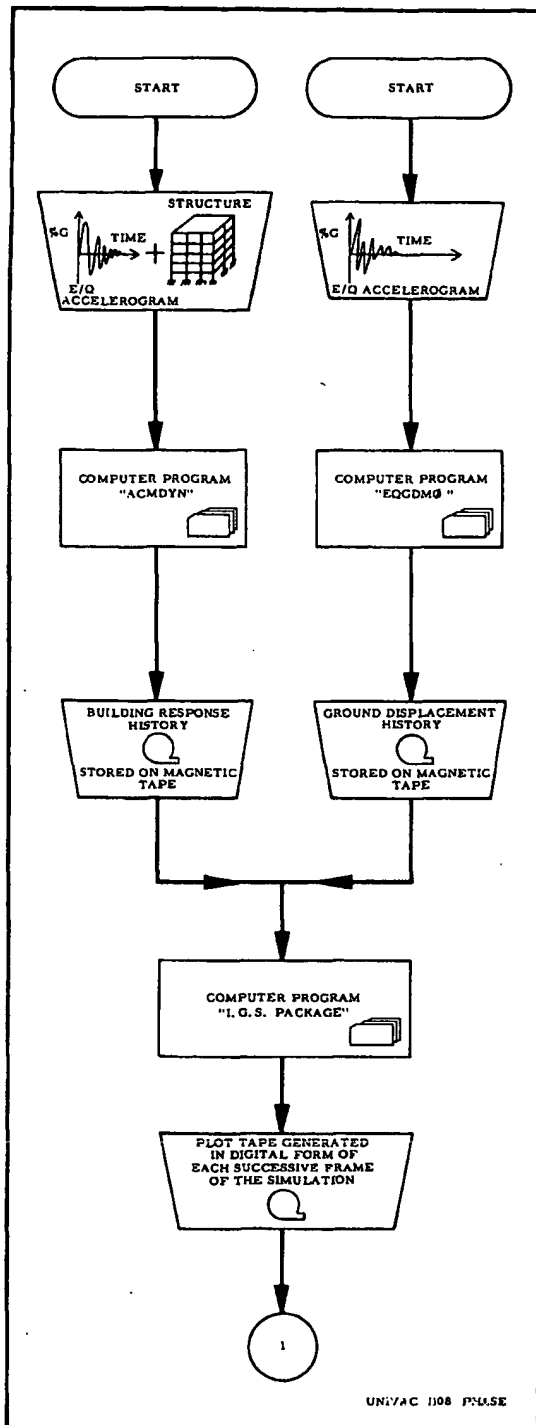 START
START
STRUCTURE
%G
TIME
+
E/Q
ACCELEROGRAM
%G
TIME
E/Q ACCELEROGRAM
COMPUTER PROGRAM
"ACMDYN"
COMPUTER PROGRAM
"EQGDMØ"
BUILDING RESPONSE
HISTORY
STORED ON MAGNETIC
TAPE
GROUND DISPLACEMENT
HISTORY
STORED ON MAGNETIC
TAPE
COMPUTER PROGRAM
"I.G.S. PACKAGE"
PLOT TAPE GENERATED
IN DIGITAL FORM OF
EACH SUCCESSIVE FRAME
OF THE SIMULATION
1
UNIVAC 1108 PHASE